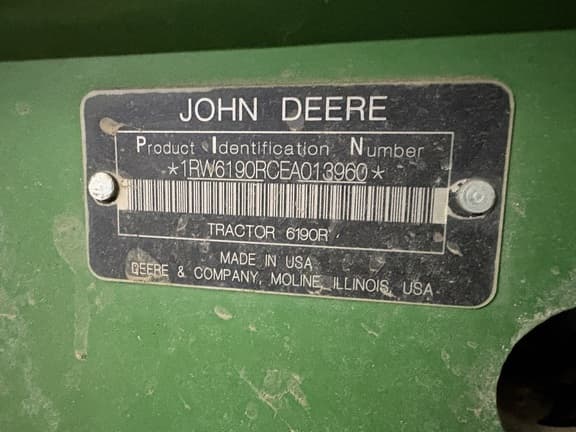 JOHN DEERE
Product Identification Number
*1RW6190RCEA013960*
TRACTOR 6190R
MADE IN USA
DEERE & COMPANY, MOLINE, ILLINOIS, USA